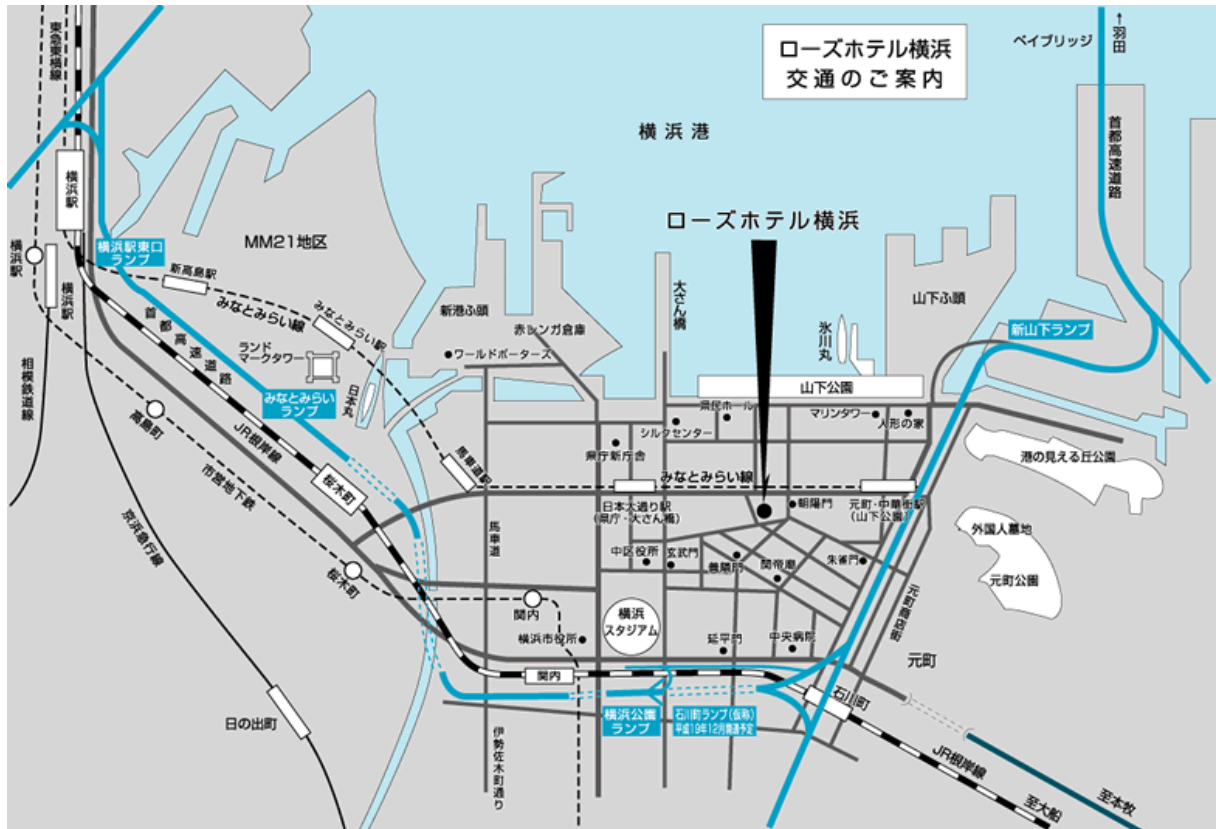 東急東横線
ベイブリッジ
←羽田
ローズホテル横浜
交通のご案内
横浜港
首都高速道路
横浜駅
ローズホテル横浜
横浜駅
横浜駅東口
ランプ
MM21地区
横浜駅
新高島駅
みなとみらい線
みなとみらい駅
新港ふ頭
大さん橋
山下ふ頭
赤レンガ倉庫
氷川丸
新山下ランプ
首都高速道路
ランド
マークタワー
ワールドポーターズ
日本丸
山下公園
相模鉄道線
みなとみらい
ランプ
県民ホール
マリンタワー
人形の家
シルクセンター
高島町
JR根岸線
県庁新庁舎
港の見える丘公園
市営地下鉄
馬車道駅
みなとみらい線
桜木町
日本大通り駅
(県庁・大さん橋)
朝陽門
元町・中華街駅
(山下公園)
京浜急行線
馬車道
外国人墓地
中区役所
玄武門
善隣門
関帝廟
朱雀門
元町公園
桜木町
関内
横浜
スタジアム
元町商店街
横浜市役所
延平門
中央病院
元町
関内
石川町
日の出町
横浜公園
ランプ
石川町ランプ(仮称)
平成19年12月開通予定
伊勢佐木町通り
JR根岸線
至本牧
至大船